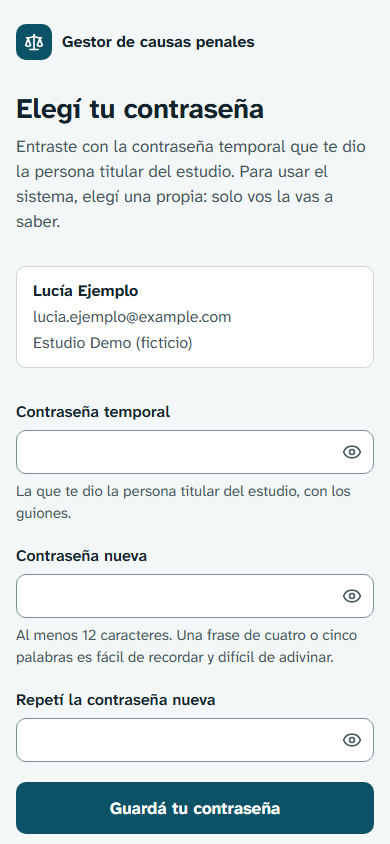 Gestor de causas penales
Elegí tu contraseña
Entraste con la contraseña temporal que te dio
la persona titular del estudio. Para usar el
sistema, elegí una propia: solo vos la vas a
saber.
Lucía Ejemplo
lucia.ejemplo@example.com
Estudio Demo (ficticio)
Contraseña temporal
La que te dio la persona titular del estudio, con los
guiones.
Contraseña nueva
Al menos 12 caracteres. Una frase de cuatro o cinco
palabras es fácil de recordar y difícil de adivinar.
Repetí la contraseña nueva
Guardá tu contraseña